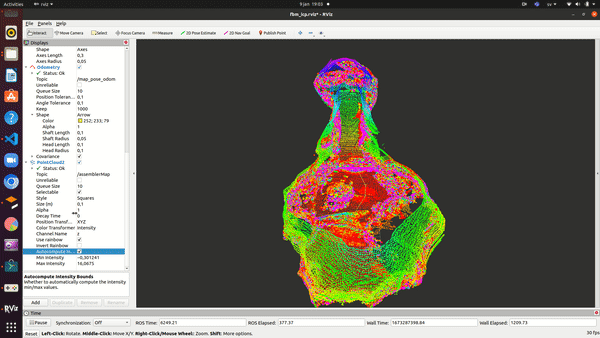 Activities
rviz
9 jan 19:03
fbm_icp.rviz* - RViz
File Panels Help
Interact Move Camera Select Focus Camera Measure 2D Pose Estimate 2D Nav Goal Publish Point
Displays
Shape Axes
Axes Length 0,3
Axes Radius 0,05
Odometry
Status: Ok
Topic /map_pose_odom
Unreliable
Queue Size 10
Position Toleran... 0,1
Angle Tolerance 0,1
Keep 1000
Shape Arrow
Color 252; 233; 79
Alpha 1
Shaft Length 0,1
Shaft Radius 0,05
Head Length 0,1
Head Radius 0,1
Covariance
PointCloud2
Status: Ok
Topic /assemblerMap
Unreliable
Queue Size 10
Selectable
Style Squares
Size (m) 0,1
Alpha 1
Decay Time 0
Position Transf... XYZ
Color Transformer Intensity
Channel Name z
Use rainbow
Invert Rainbow
Autocompute In...
Min Intensity -0,301241
Max Intensity 16,0675
Autocompute Intensity Bounds
Whether to automatically compute the intensity
min/max values.
Add Duplicate Remove Rename
Time
Pause Synchronization: Off ROS Time: 4249.21 ROS Elapsed: 377.37 Wall Time: 1673287398.64 Wall Elapsed: 1209.73
Reset Left-Click: Rotate. Middle-Click: Move X/Y. Right-Click/Mouse Wheel: Zoom. Shift: More options. 30 fps